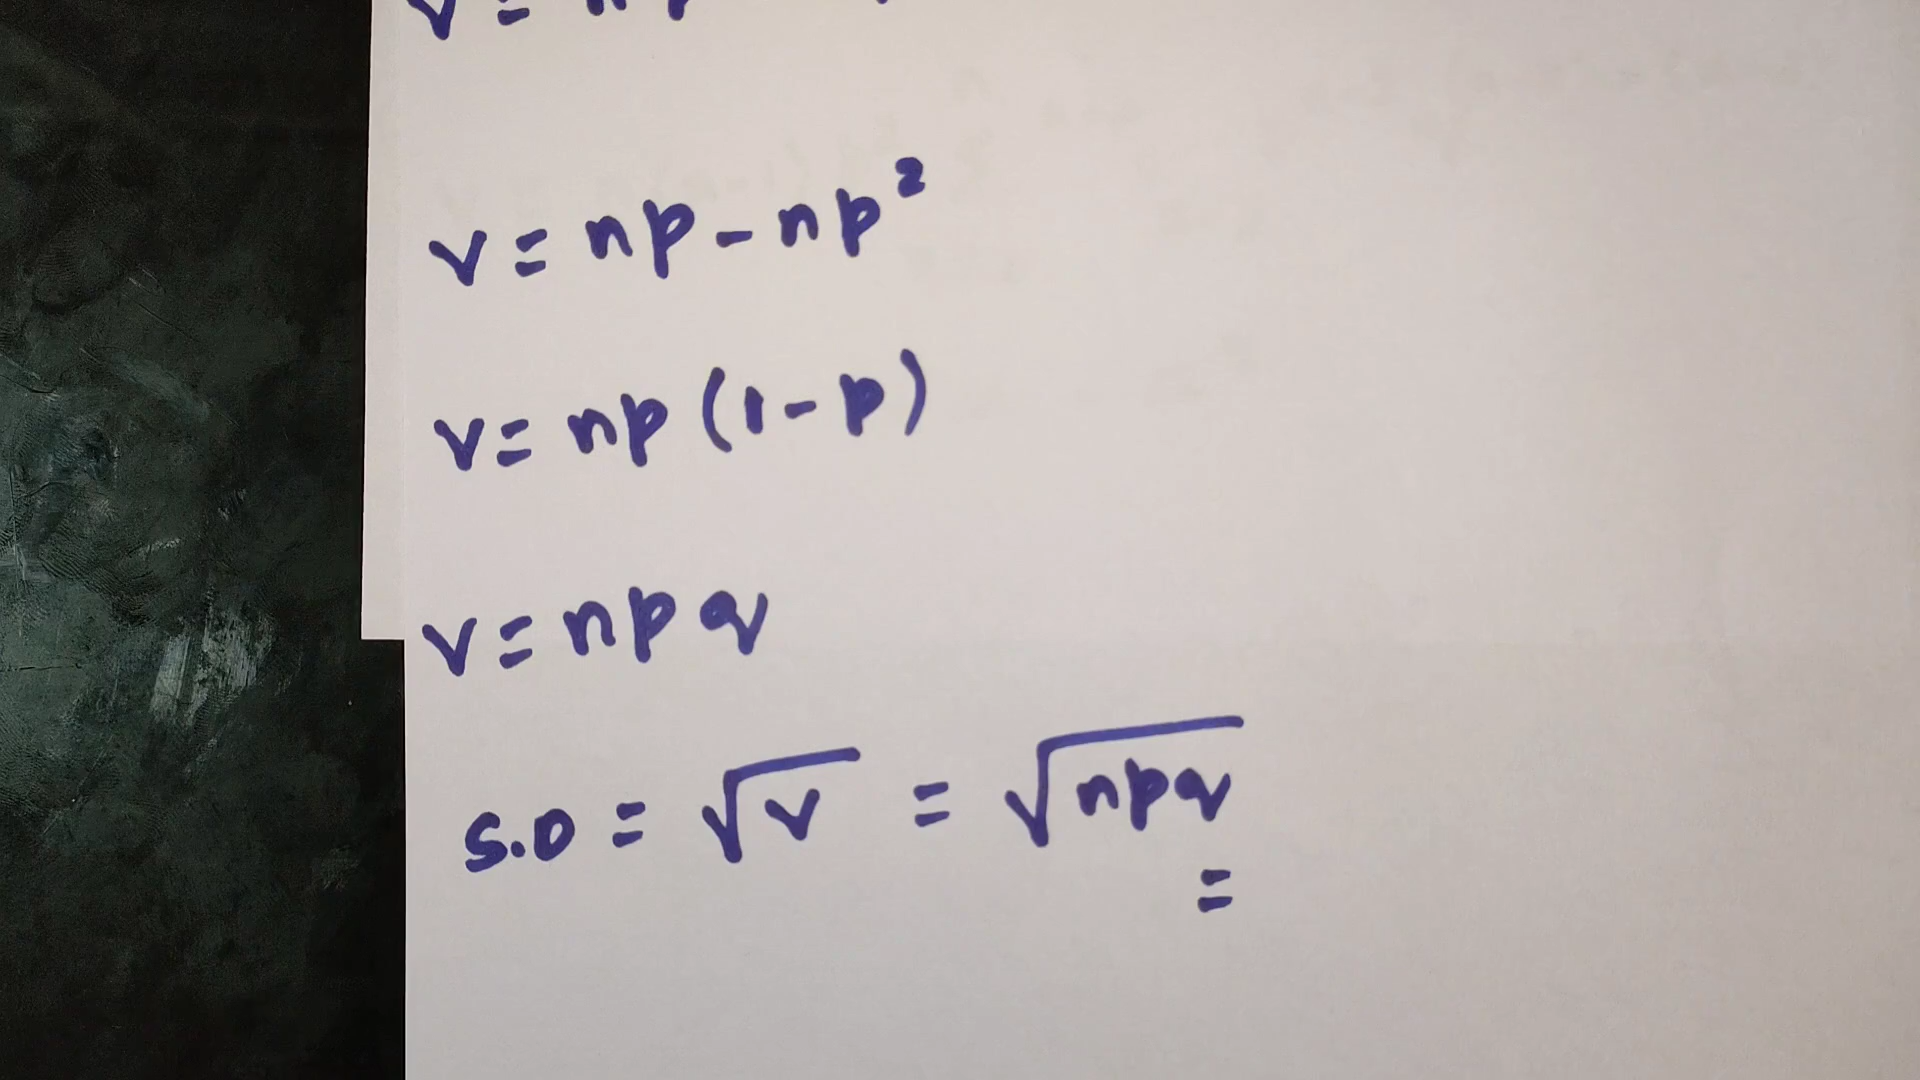 v = np - np²
v = np (1-p)
v = npq
S.D = √v = √npq
=